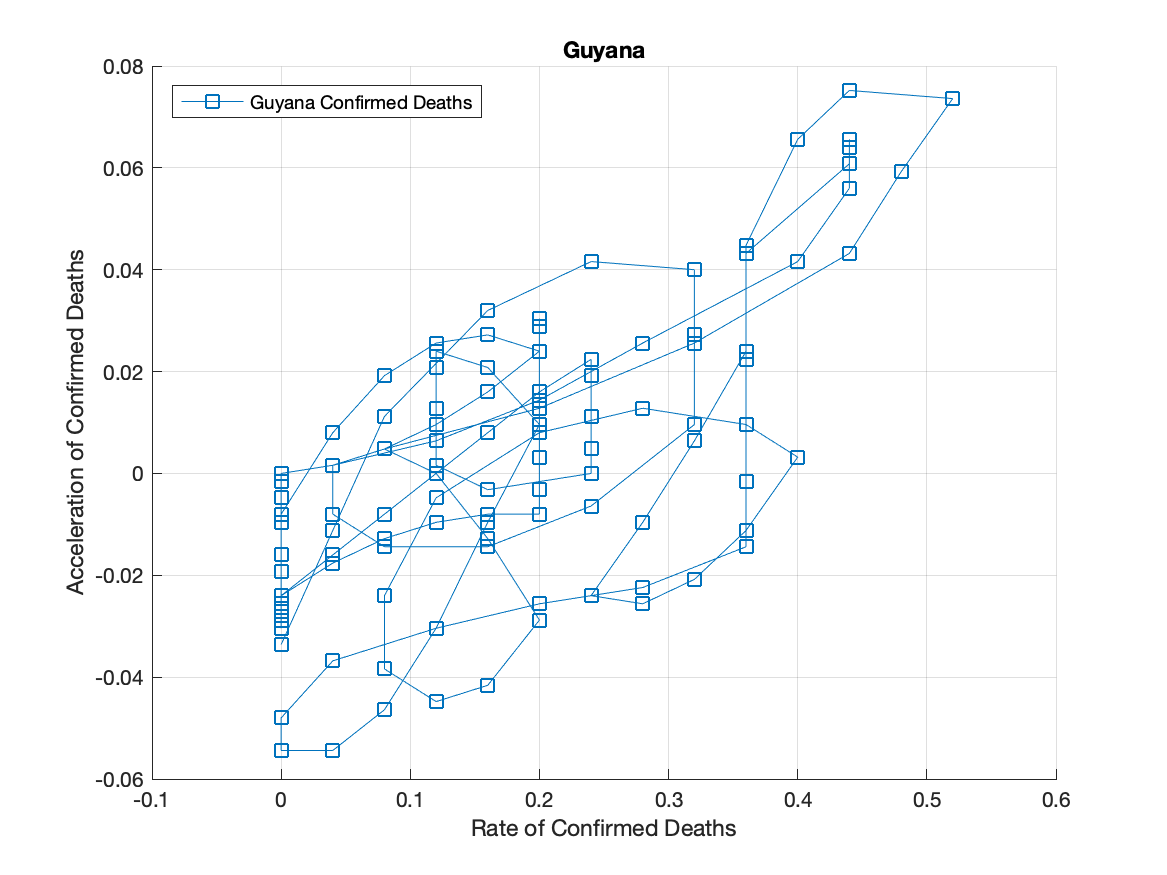 Guyana
Guyana Confirmed Deaths
0.08
0.06
0.04
0.02
0
-0.02
-0.04
-0.06
Acceleration of Confirmed Deaths
-0.1 0 0.1 0.2 0.3 0.4 0.5 0.6
Rate of Confirmed Deaths